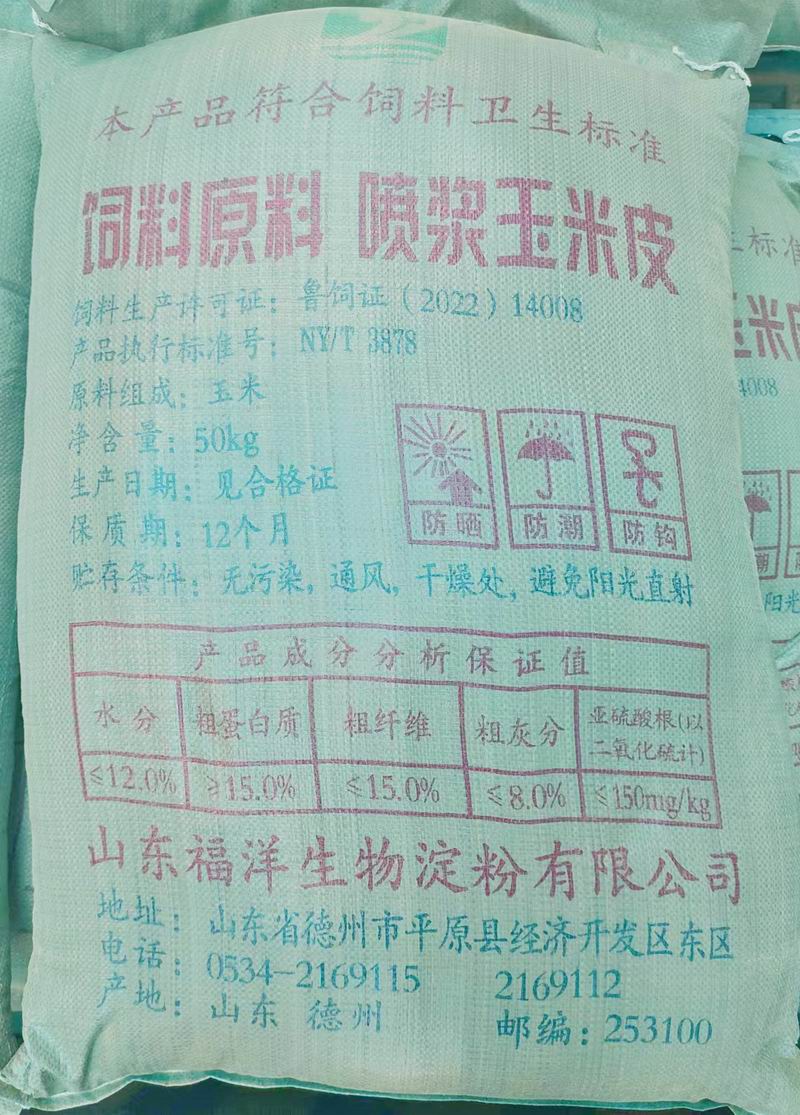 本产品符合饲料卫生标准
饲料原料 喷浆玉米皮
饲料生产许可证：鲁饲证（2022）14008
产品执行标准号：NY/T 3878
原料组成：玉米
净含量：50kg
生产日期：见合格证
保质期：12个月
防晒 防潮 防钩
贮存条件：无污染，通风，干燥处，避免阳光直射
产品成分分析保证值
水分 粗蛋白质 粗纤维 粗灰分 亚硫酸根(以二氧化硫计)
≤12.0% ≥15.0% ≤15.0% ≤8.0% ≤150mg/kg
山东福洋生物淀粉有限公司
地址：山东省德州市平原县经济开发区东区
电话：0534-2169115 2169112
产地：山东 德州 邮编：253100
标准
玉米
4008
潮
阳光